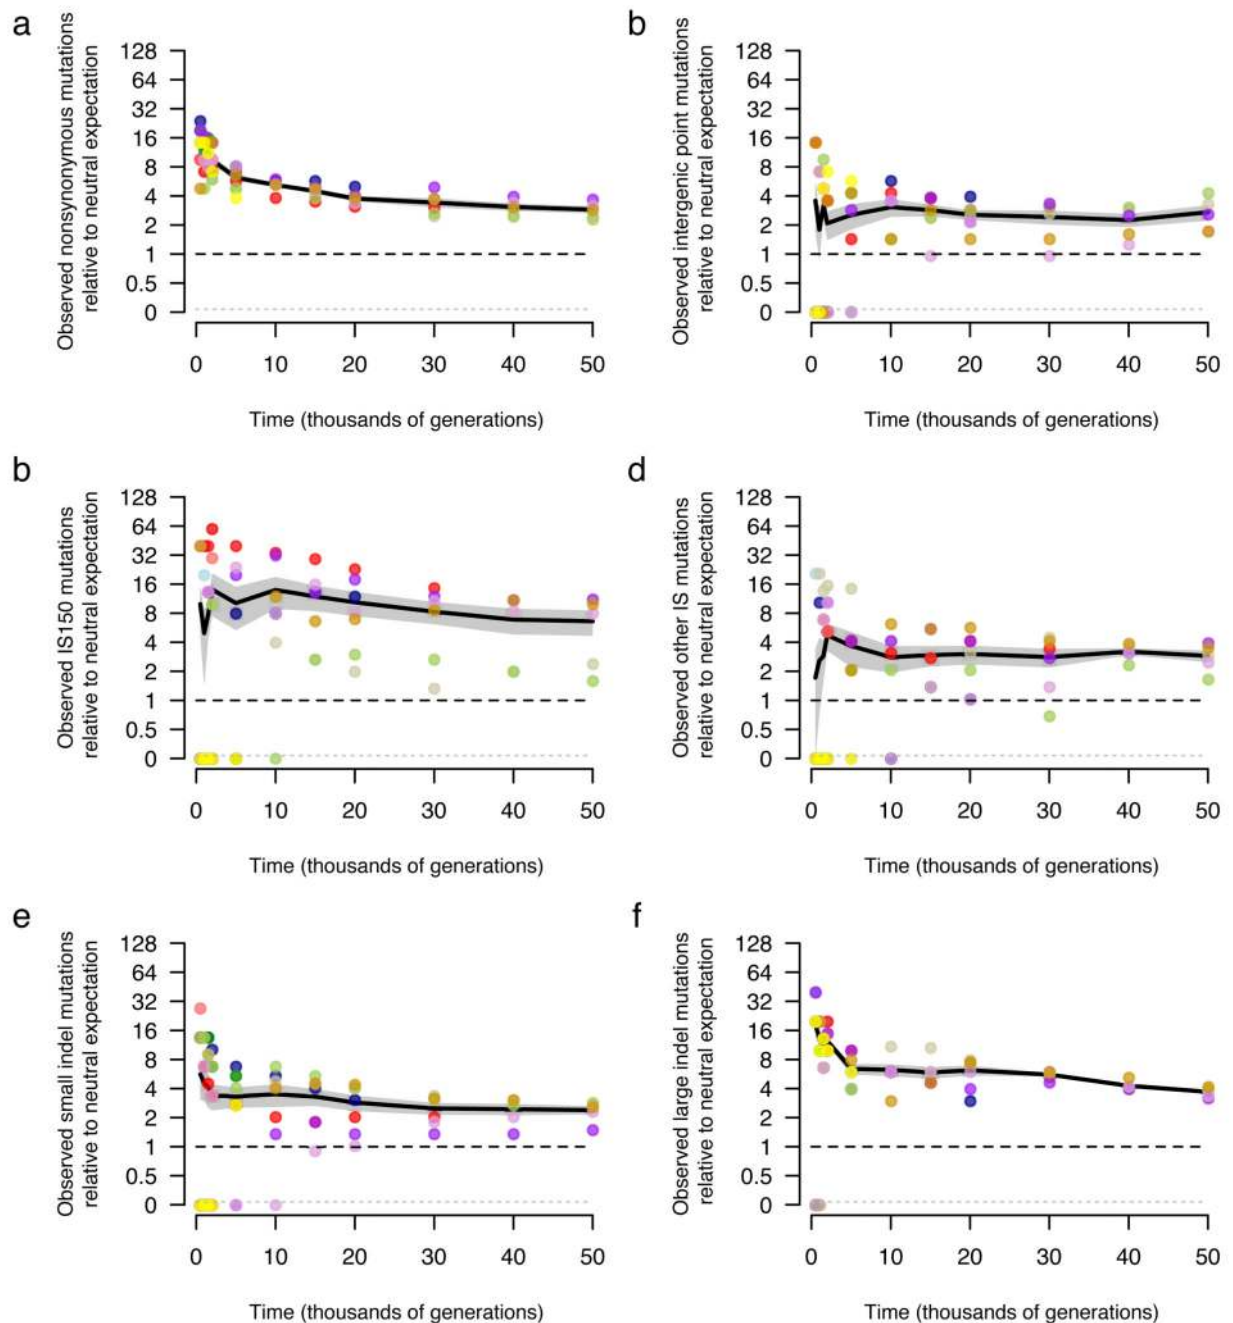 a
Observed nonsynonymous mutations
relative to neutral expectation
128
64
32
16
8
4
2
1
0.5
0
0 10 20 30 40 50
Time (thousands of generations)
b
Observed intergenic point mutations
relative to neutral expectation
128
64
32
16
8
4
2
1
0.5
0
0 10 20 30 40 50
Time (thousands of generations)
b
Observed IS150 mutations
relative to neutral expectation
128
64
32
16
8
4
2
1
0.5
0
0 10 20 30 40 50
Time (thousands of generations)
d
Observed other IS mutations
relative to neutral expectation
128
64
32
16
8
4
2
1
0.5
0
0 10 20 30 40 50
Time (thousands of generations)
e
Observed small indel mutations
relative to neutral expectation
128
64
32
16
8
4
2
1
0.5
0
0 10 20 30 40 50
Time (thousands of generations)
f
Observed large indel mutations
relative to neutral expectation
128
64
32
16
8
4
2
1
0.5
0
0 10 20 30 40 50
Time (thousands of generations)